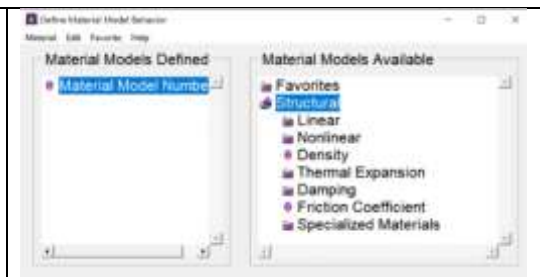 Define Material Model Behavior
Material Edit Favorite Help
Material Models Defined
Material Model Numbe
Material Models Available
Favorites
Structural
Linear
Nonlinear
Density
Thermal Expansion
Damping
Friction Coefficient
Specialized Materials